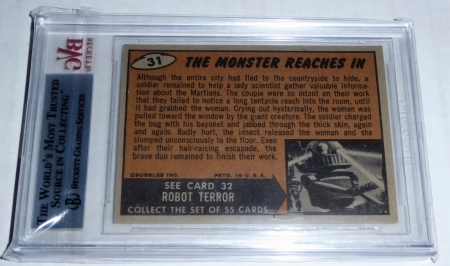 BECKETT
BVG
THE WORLD'S MOST TRUSTED
SOURCE IN COLLECTING™
B BECKETT GRADING SERVICES
31
THE MONSTER REACHES IN
Although the entire city had fled to the countryside to hide, a
soldier remained to help a lady scientist gather valuable informa-
tion about the Martians. The couple were so intent on their work
that they failed to notice a long tentacle reach into the room, until
it had grabbed the woman. Crying out hysterically, the woman was
pulled toward the window by the giant creature. The soldier charged
the bug with his bayonet and jabbed through the thick skin, again
and again. Badly hurt, the insect released the woman and she
slumped unconsciously to the floor. Even
after their hair-raising escapade, the
brave duo remained to finish their work.
©BUBBLES INC. PRTD. IN U.S.A.
SEE CARD 32
ROBOT TERROR
COLLECT THE SET OF 55 CARDS